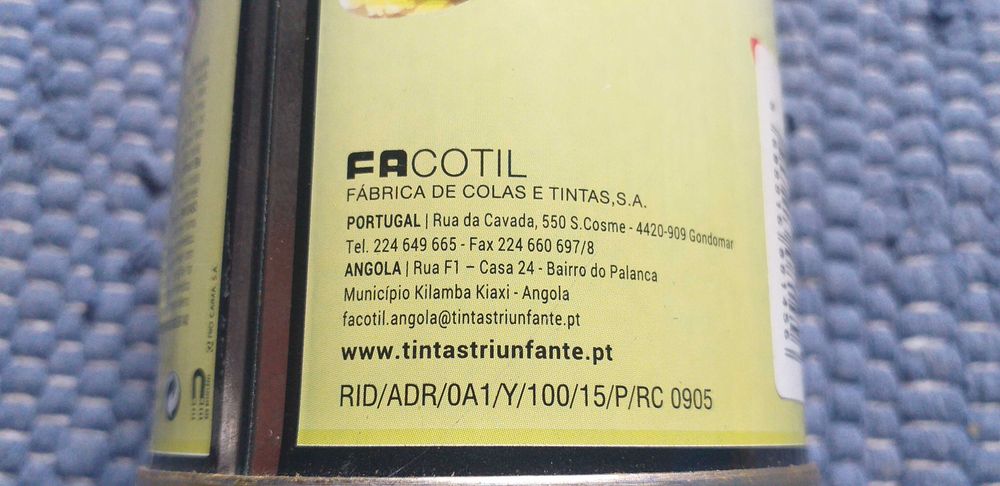 FACOTIL
FÁBRICA DE COLAS E TINTAS,S.A.
PORTUGAL | Rua da Cavada, 550 S.Cosme - 4420-909 Gondomar
Tel. 224 649 665 - Fax 224 660 697/8
ANGOLA | Rua F1 – Casa 24 - Bairro do Palanca
Município Kilamba Kiaxi - Angola
facotil.angola@tintastriunfante.pt
www.tintastriunfante.pt
RID/ADR/0A1/Y/100/15/P/RC 0905